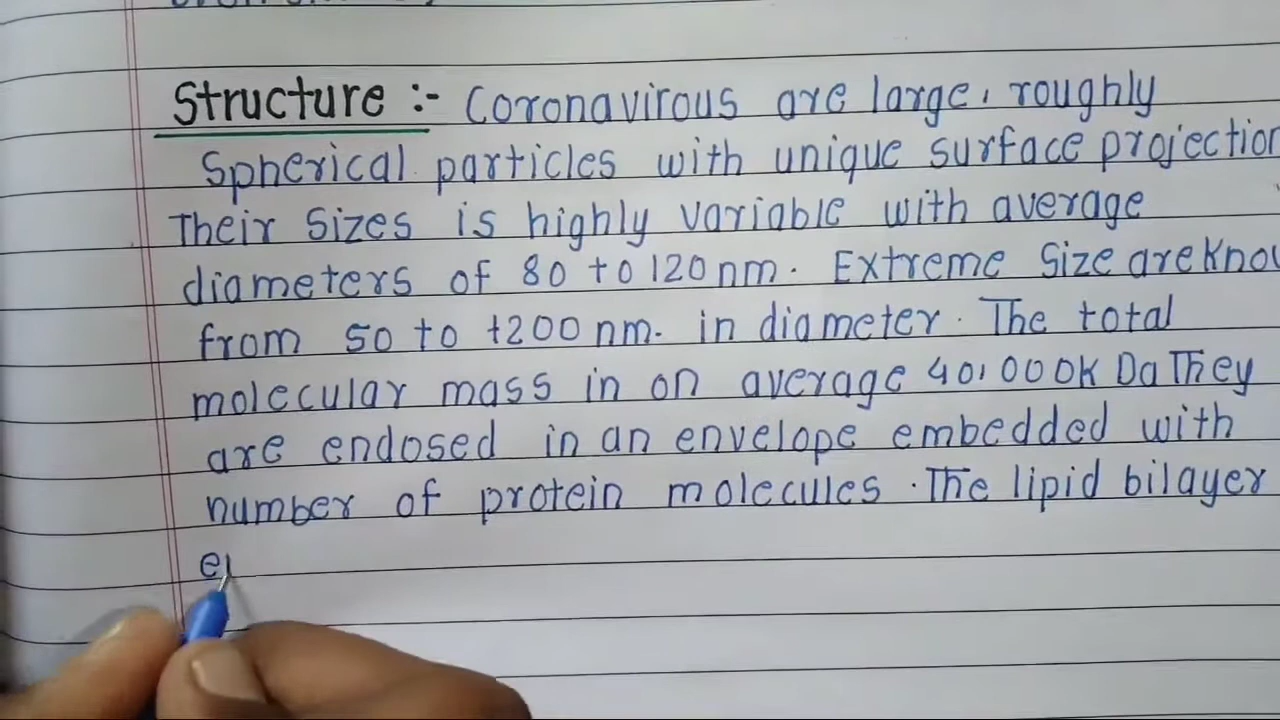 Structure :- Coronavirous are large, roughly
Spherical particles with unique surface projection
Their Sizes is highly variable with average
diameters of 80 to 120 nm. Extreme Size are Know
from 50 to +200 nm. in diameter. The total
molecular mass in on average 40,000K Da They
are endosed in an envelope embedded with
number of protein molecules. The lipid bilayer